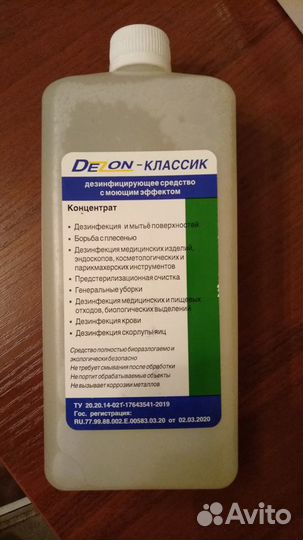 DEZON -КЛАССИК
дезинфицирующее средство
с моющим эффектом
Концентрат
• Дезинфекция и мытьё поверхностей
• Борьба с плесенью
• Дезинфекция медицинских изделий,
эндоскопов, косметологических и
парикмахерских инструментов
• Предстерилизационная очистка
• Генеральные уборки
• Дезинфекция медицинских и пищевых
отходов, биологических выделений
• Дезинфекция крови
• Дезинфекция скорлупы яиц
Средство полностью биоразлогаемо и
экологически безопасно
Не требует смывания после обработки
Не портит обрабатываемые объекты
Не вызывает коррозии металлов
ТУ 20.20.14-021-17643541-2019
Гос. регистрация:
RU.77.99.88.002.E.00583.03.20 от 02.03.2020
Avito